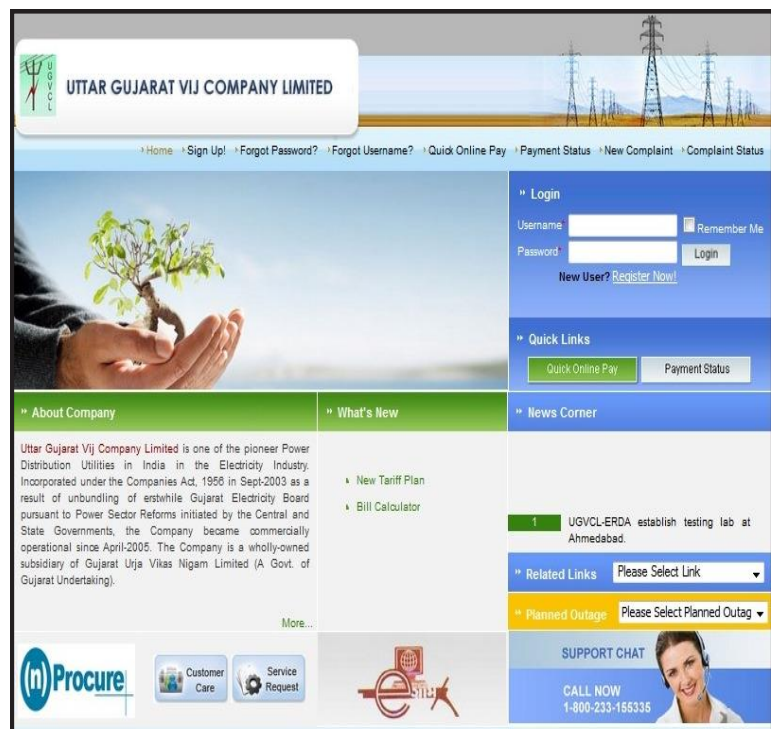 UGVCL
UTTAR GUJARAT VIJ COMPANY LIMITED
Home Sign Up! Forgot Password? Forgot Username? Quick Online Pay Payment Status New Complaint Complaint Status
Login
Username*
Remember Me
Password*
Login
New User? Register Now!
Quick Links
Quick Online Pay
Payment Status
About Company
Uttar Gujarat Vij Company Limited is one of the pioneer Power
Distribution Utilities in India in the Electricity Industry.
Incorporated under the Companies Act, 1956 in Sept-2003 as a
result of unbundling of erstwhile Gujarat Electricity Board
pursuant to Power Sector Reforms initiated by the Central and
State Governments, the Company became commercially
operational since April-2005. The Company is a wholly-owned
subsidiary of Gujarat Urja Vikas Nigam Limited (A Govt. of
Gujarat Undertaking).
More...
What's New
New Tariff Plan
Bill Calculator
News Corner
1 UGVCL-ERDA establish testing lab at
Ahmedabad.
Related Links Please Select Link
Planned Outage Please Select Planned Outag
(n)Procure
Customer
Care
Service
Request
SUPPORT CHAT
CALL NOW
1-800-233-155335